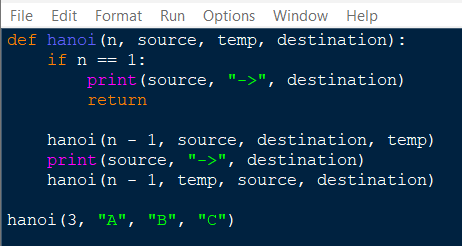 File Edit Format Run Options Window Help
def hanoi(n, source, temp, destination):
    if n == 1:
        print(source, "->", destination)
        return

    hanoi(n - 1, source, destination, temp)
    print(source, "->", destination)
    hanoi(n - 1, temp, source, destination)

hanoi(3, "A", "B", "C")